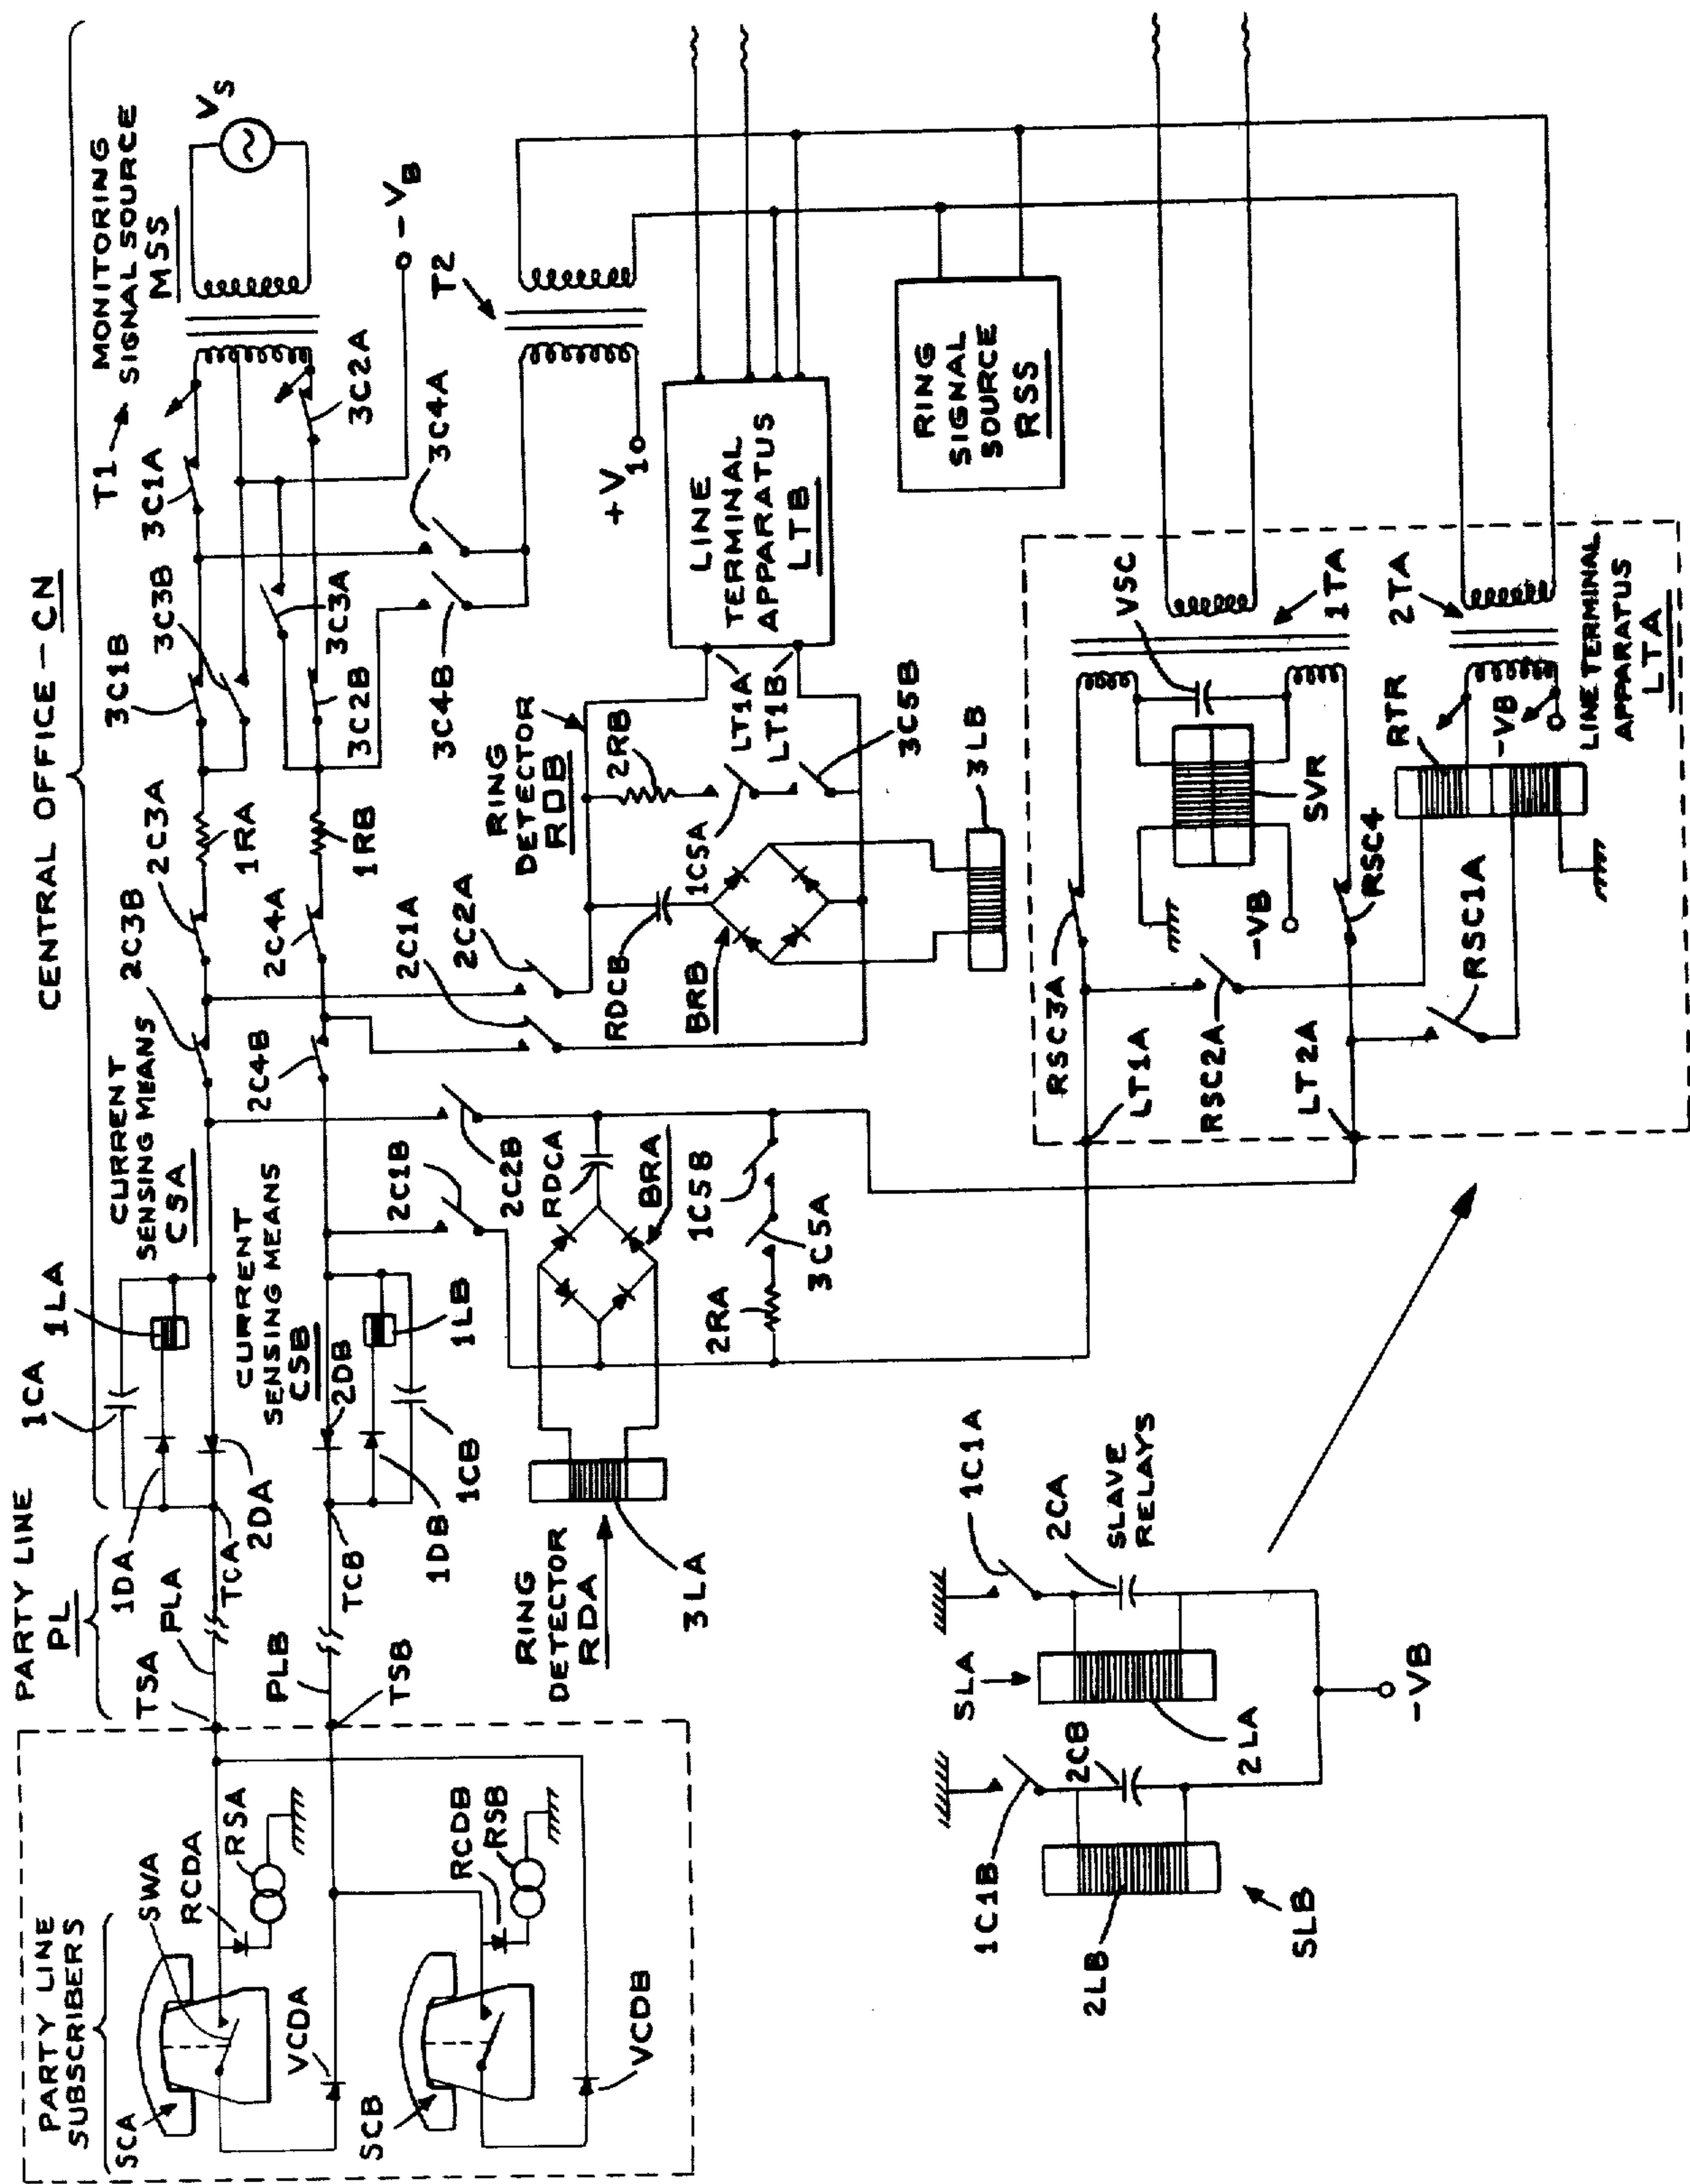 CENTRAL OFFICE - CN
PARTY LINE
SUBSCRIBERS
SCA
SWA
RCDA
RSA
VCDA
SCB
RCDB
RSB
VCDB
PARTY LINE
PL
TSA
PLA
PLB
TSB
TCA
TCB
1DA
2DA
1CA
1LA
CURRENT
SENSING MEANS
CSA
CURRENT
SENSING MEANS
CSB
2DB
1LB
1DB
1CB
2C3B
2C3A
1RA
2C4B
2C4A
1RB
3C1B
3C3B
3C1A
T1
MONITORING
SIGNAL SOURCE
MSS
VS
3C2A
3C3A
3C2B
-VB
2C1A
2C2A
3C4B
3C4A
T2
+V1
RING
DETECTOR
RDB
2RB
RDCB
BRB
1C5A
LT1A
LT1B
3C5B
3LB
LINE
TERMINAL
APPARATUS
LTB
RING
SIGNAL
SOURCE
RSS
2C1B
2C2B
RDCA
BRA
1C5B
3C5A
2RA
RING
DETECTOR
RDA
3LA
RSC3A
LT1A
RSC2A
LT2A
-VB
SVR
RSC4
RSC1A
VSC
1TA
2TA
RTR
-VB
LINE TERMINAL
APPARATUS
LTA
1C1B
2CB
2LB
SLB
SLA
2LA
1C1A
2CA
SLAVE
RELAYS
-VB